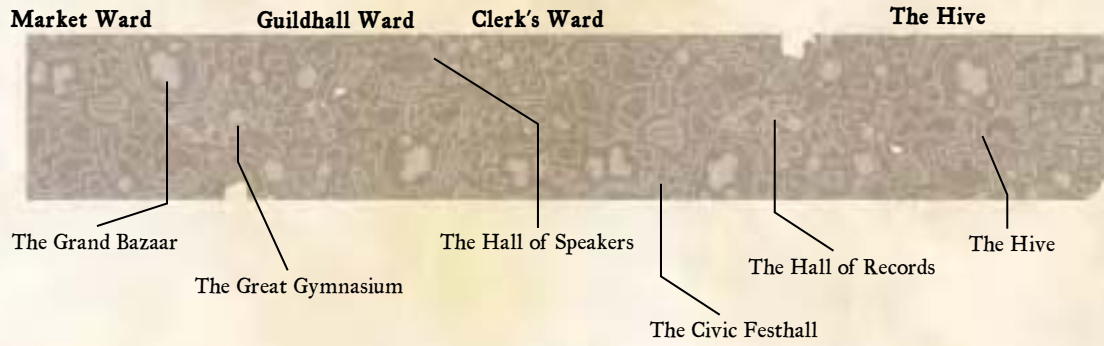 Market Ward
Guildhall Ward
Clerk's Ward
The Hive
The Grand Bazaar
The Great Gymnasium
The Hall of Speakers
The Civic Festhall
The Hall of Records
The Hive